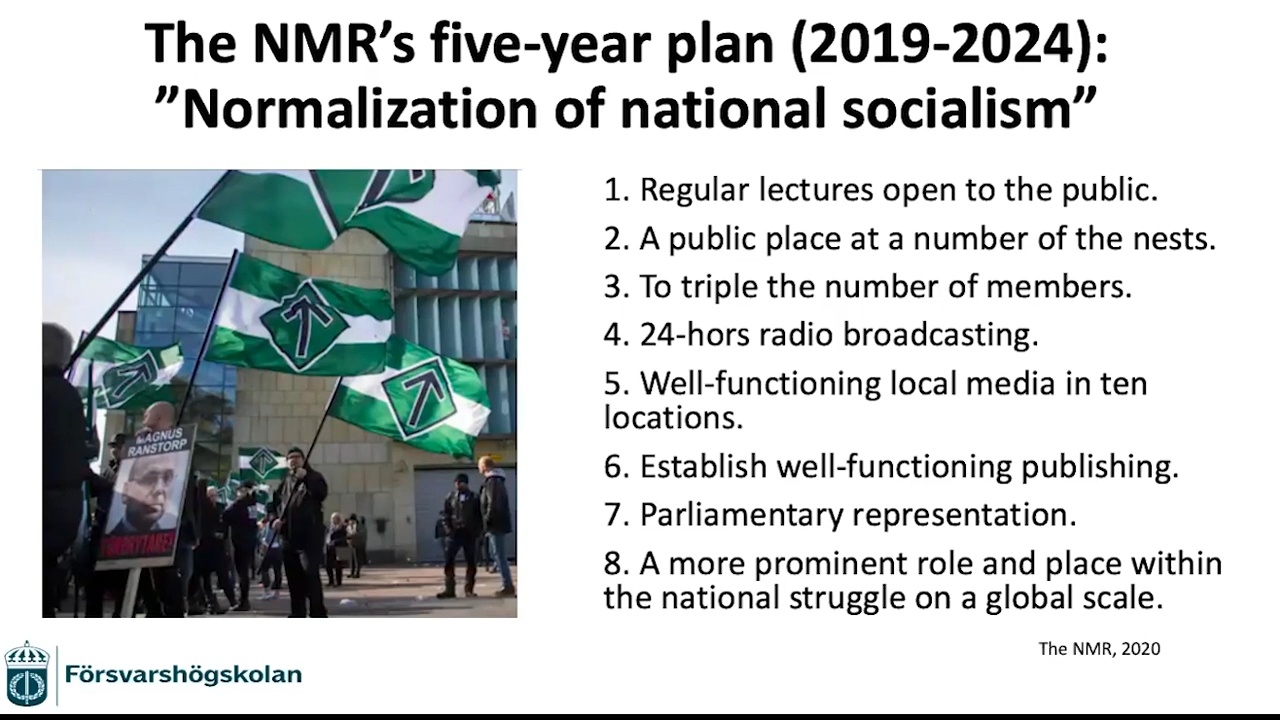 The NMR's five-year plan (2019-2024):
”Normalization of national socialism”
1. Regular lectures open to the public.
2. A public place at a number of the nests.
3. To triple the number of members.
4. 24-hors radio broadcasting.
5. Well-functioning local media in ten
locations.
6. Establish well-functioning publishing.
7. Parliamentary representation.
8. A more prominent role and place within
the national struggle on a global scale.
MAGNUS
RANSTORP
The NMR, 2020
Försvarshögskolan